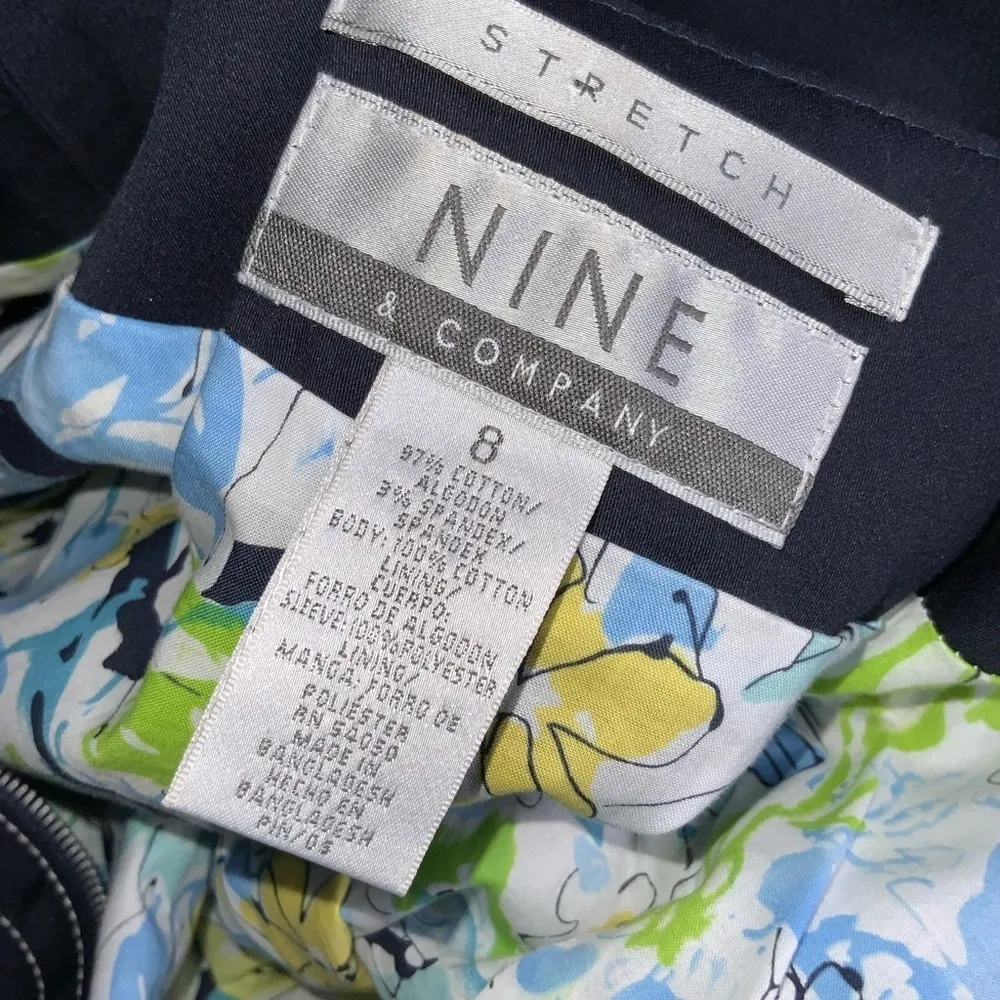 STRETCH
NINE
& COMPANY
8
97% COTTON/
ALGODON
3% SPANDEX/
SPANDEX
BODY: 100% COTTON
LINING/
CUERPO:
FORRO DE ALGODON
SLEEVE: 100% POLYESTER
LINING/
MANGA: FORRO DE
POLIESTER
RN 54050
MADE IN
BANGLADESH
HECHO EN
BANGLADESH
PIN/05